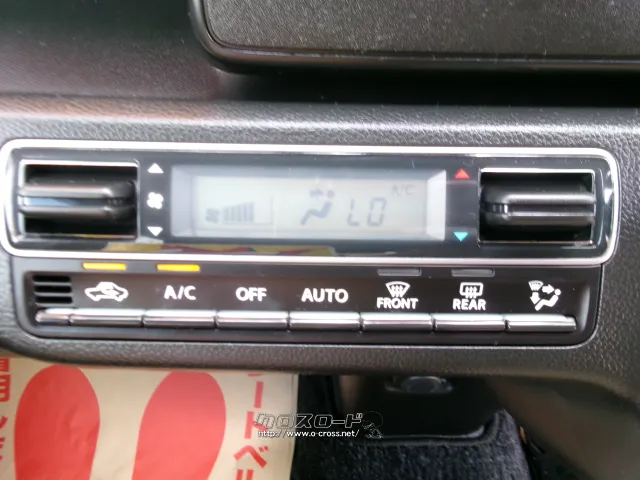 A/C
LO
A/C
OFF
AUTO
FRONT
REAR
クロスロード
http://www.o-cross.net/